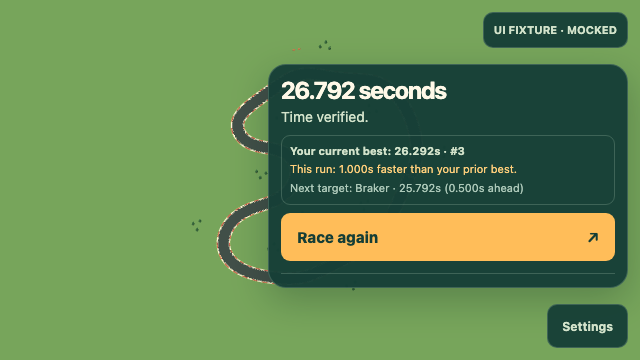 UI FIXTURE · MOCKED
26.792 seconds
Time verified.
Your current best: 26.292s · #3
This run: 1.000s faster than your prior best.
Next target: Braker · 25.792s (0.500s ahead)
Race again
Settings